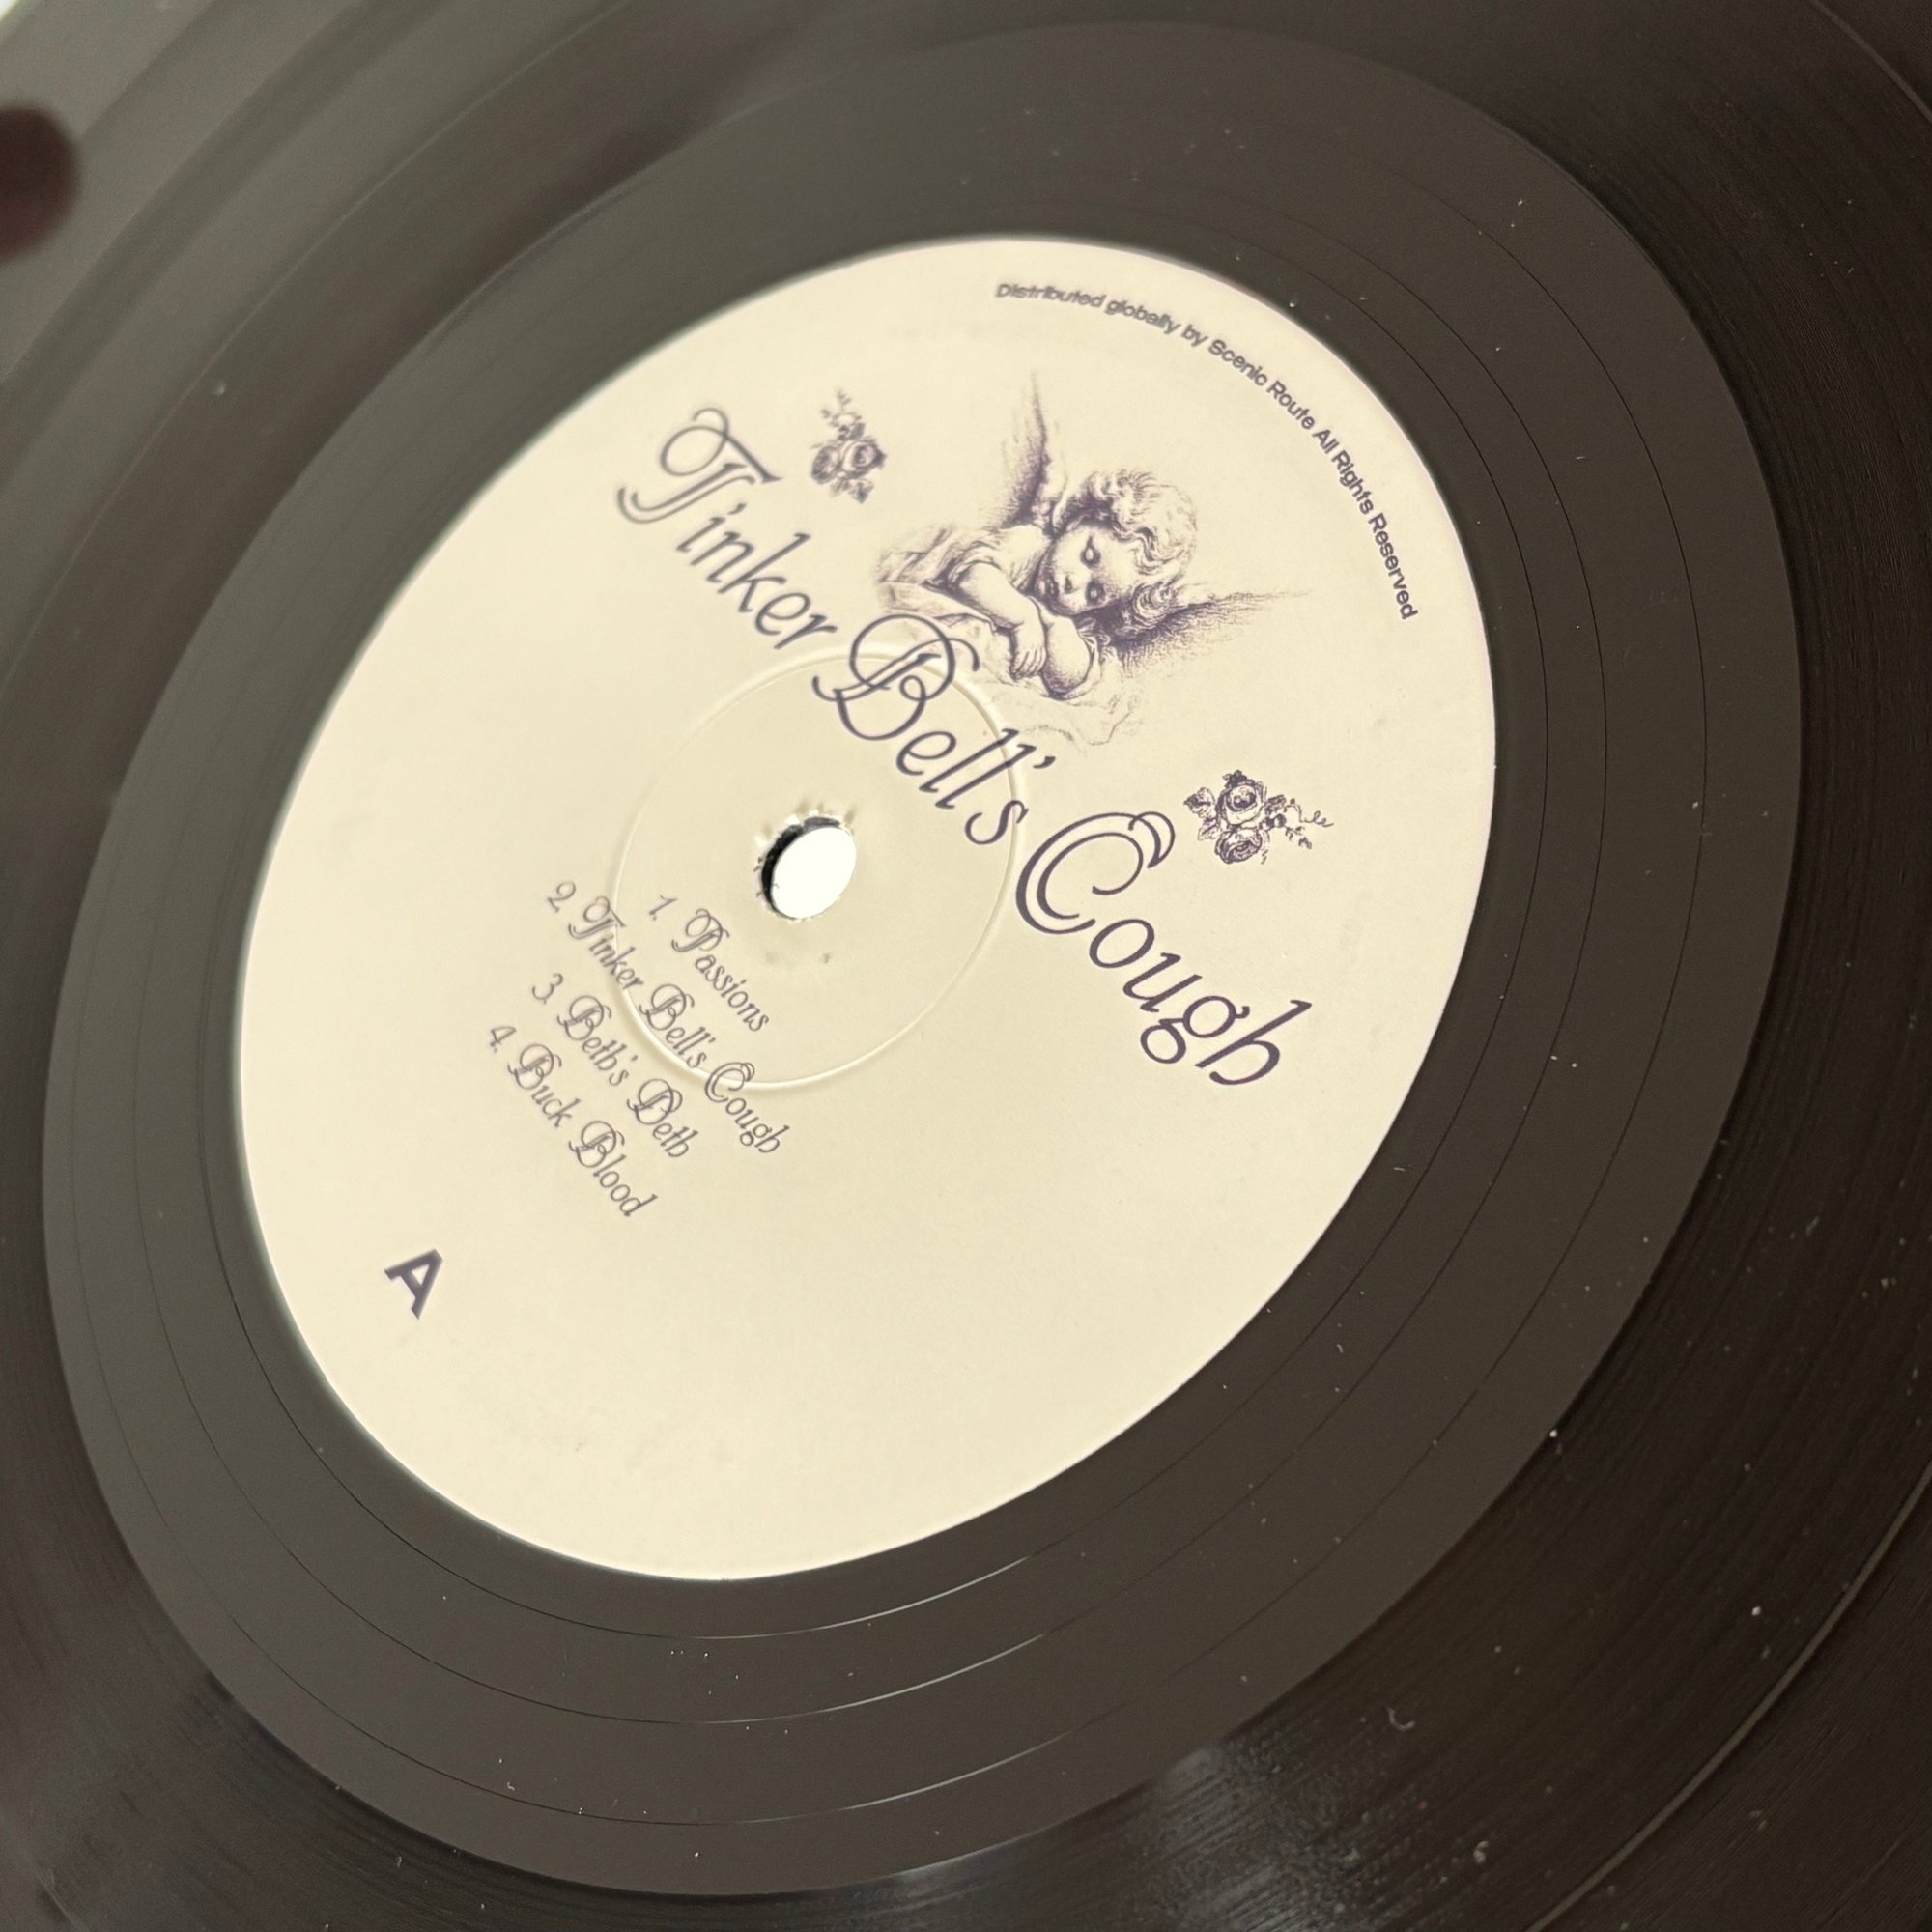 Distributed globally by Scenic Route All Rights Reserved
Tinker Bell's Cough
1. Passions
2. Tinker Bell's Cough
3. Beth's Deth
4. Buck Blood
A